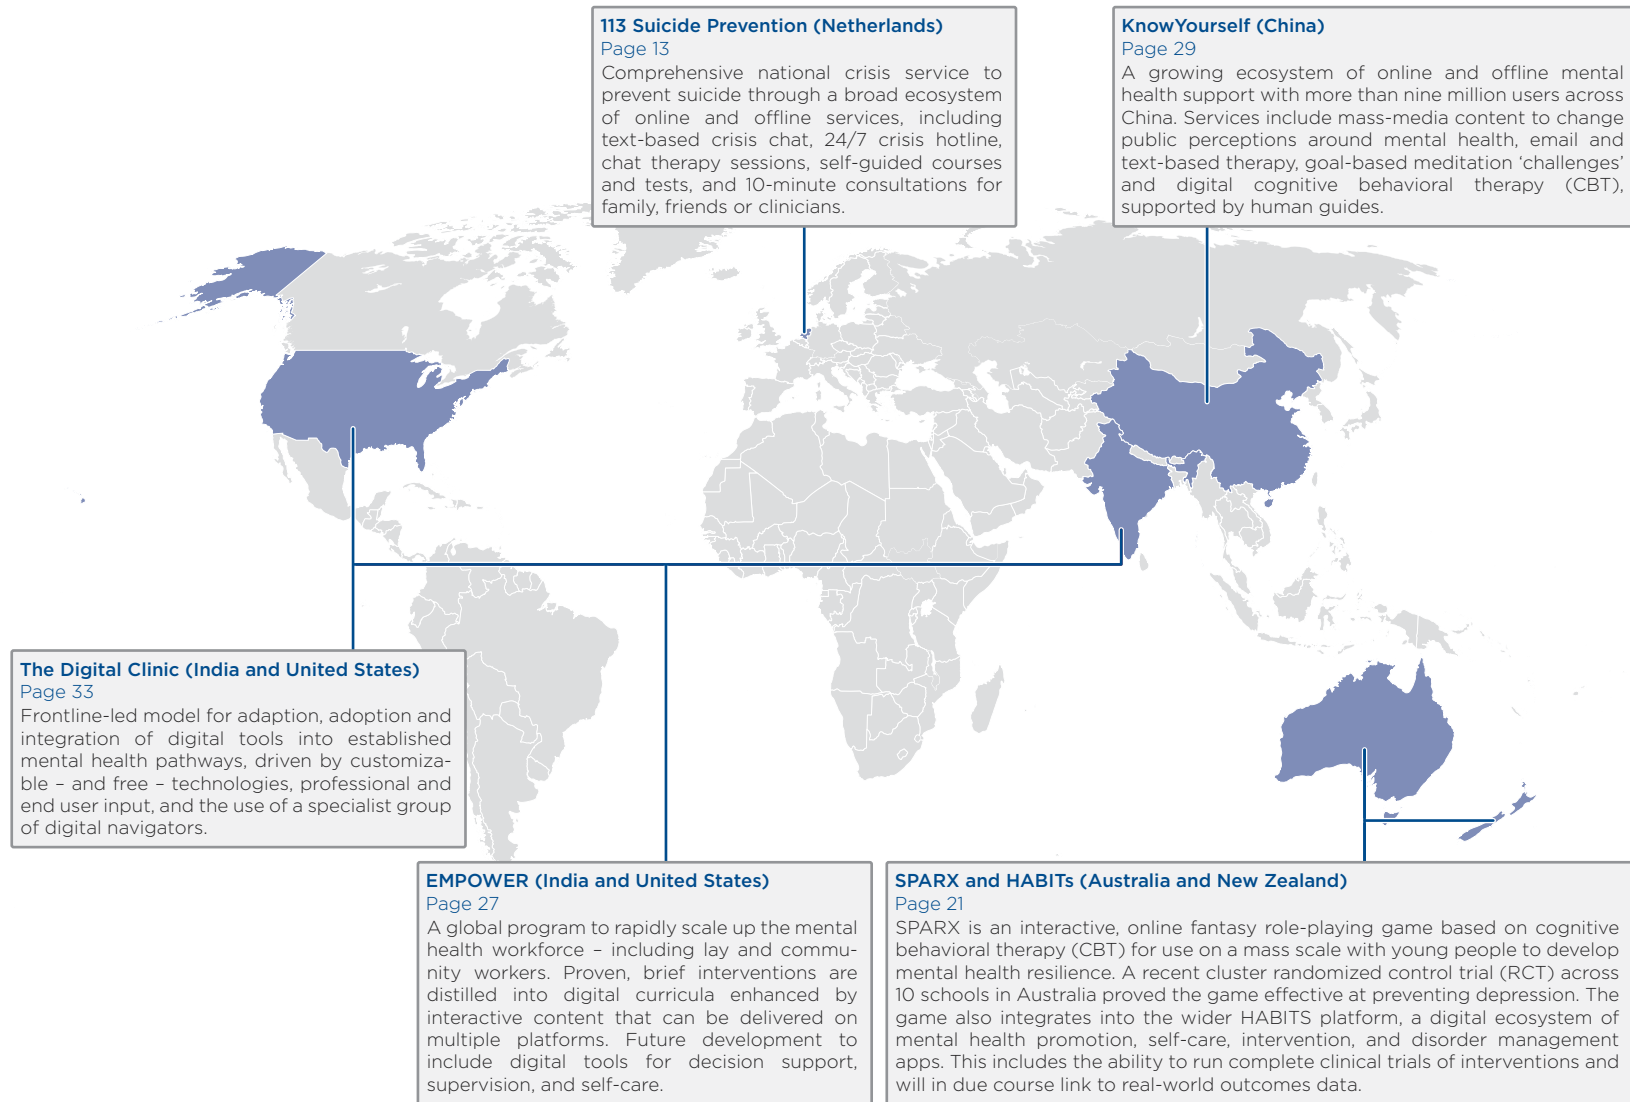 113 Suicide Prevention (Netherlands)
Page 13
Comprehensive national crisis service to
prevent suicide through a broad ecosystem
of online and offline services, including
text-based crisis chat, 24/7 crisis hotline,
chat therapy sessions, self-guided courses
and tests, and 10-minute consultations for
family, friends or clinicians.
KnowYourself (China)
Page 29
A growing ecosystem of online and offline mental
health support with more than nine million users across
China. Services include mass-media content to change
public perceptions around mental health, email and
text-based therapy, goal-based meditation ‘challenges’
and digital cognitive behavioral therapy (CBT),
supported by human guides.
The Digital Clinic (India and United States)
Page 33
Frontline-led model for adaption, adoption and
integration of digital tools into established
mental health pathways, driven by customiza-
ble – and free – technologies, professional and
end user input, and the use of a specialist group
of digital navigators.
EMPOWER (India and United States)
Page 27
A global program to rapidly scale up the mental
health workforce – including lay and commu-
nity workers. Proven, brief interventions are
distilled into digital curricula enhanced by
interactive content that can be delivered on
multiple platforms. Future development to
include digital tools for decision support,
supervision, and self-care.
SPARX and HABITs (Australia and New Zealand)
Page 21
SPARX is an interactive, online fantasy role-playing game based on cognitive
behavioral therapy (CBT) for use on a mass scale with young people to develop
mental health resilience. A recent cluster randomized control trial (RCT) across
10 schools in Australia proved the game effective at preventing depression. The
game also integrates into the wider HABITS platform, a digital ecosystem of
mental health promotion, self-care, intervention, and disorder management
apps. This includes the ability to run complete clinical trials of interventions and
will in due course link to real-world outcomes data.